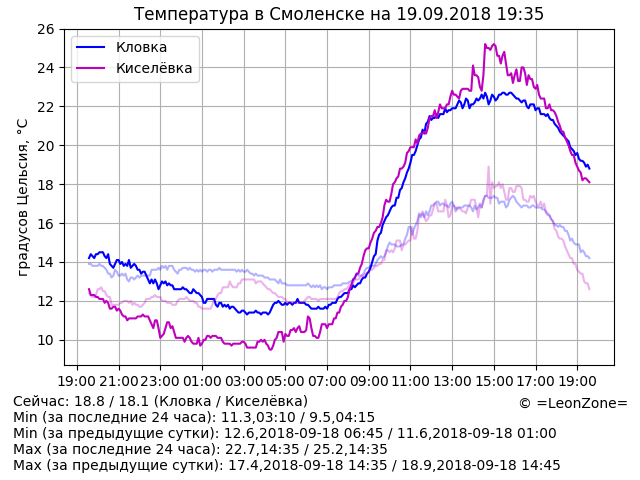 Температура в Смоленске на 19.09.2018 19:35
26
24
22
20
18
16
14
12
10
градусов Цельсия, °C
Кловка
Киселёвка
19:00 21:00 23:00 01:00 03:00 05:00 07:00 09:00 11:00 13:00 15:00 17:00 19:00
Сейчас: 18.8 / 18.1 (Кловка / Киселёвка)
© =LeonZone=
Min (за последние 24 часа): 11.3,03:10 / 9.5,04:15
Min (за предыдущие сутки): 12.6,2018-09-18 06:45 / 11.6,2018-09-18 01:00
Max (за последние 24 часа): 22.7,14:35 / 25.2,14:35
Max (за предыдущие сутки): 17.4,2018-09-18 14:35 / 18.9,2018-09-18 14:45